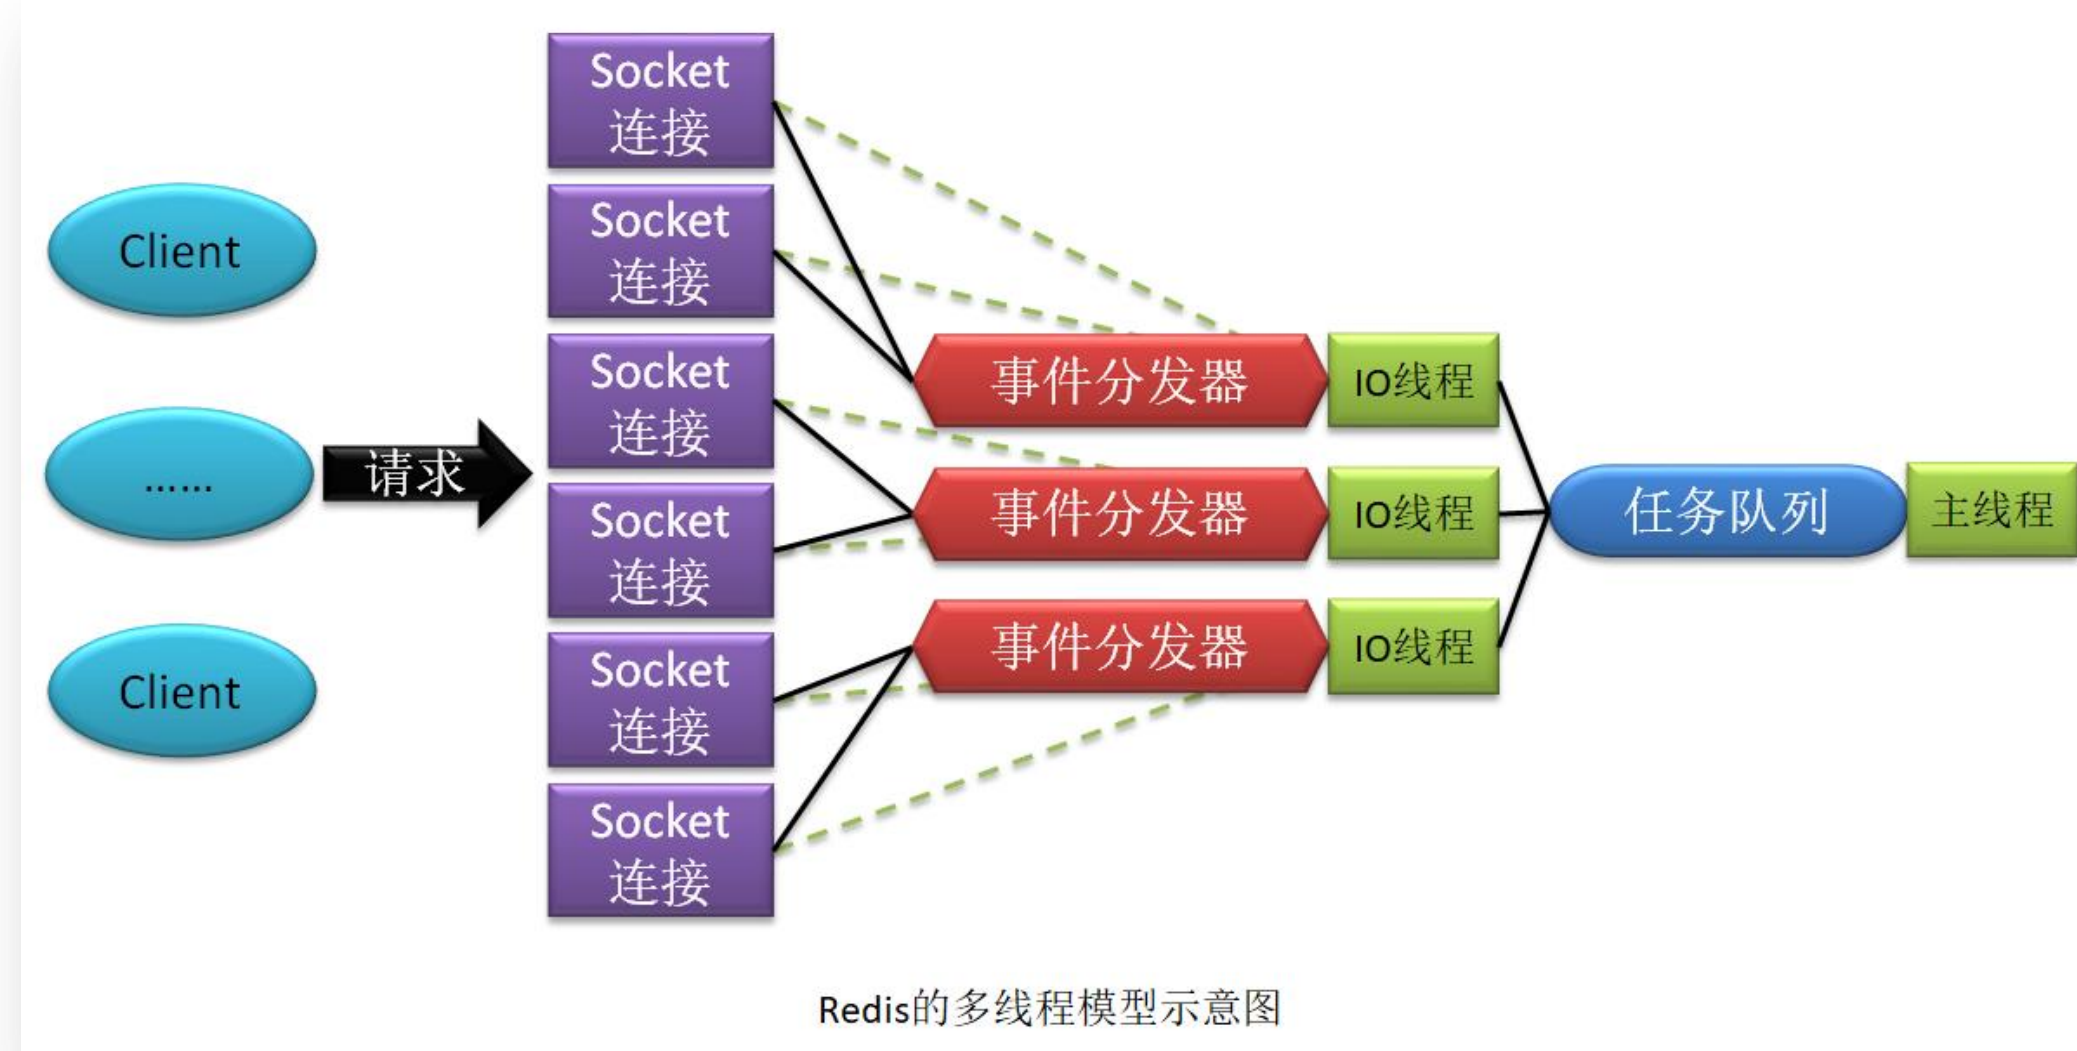 Client
……
Client
请求
Socket
连接
Socket
连接
Socket
连接
Socket
连接
Socket
连接
Socket
连接
事件分发器
IO线程
事件分发器
IO线程
事件分发器
IO线程
任务队列
主线程
Redis的多线程模型示意图